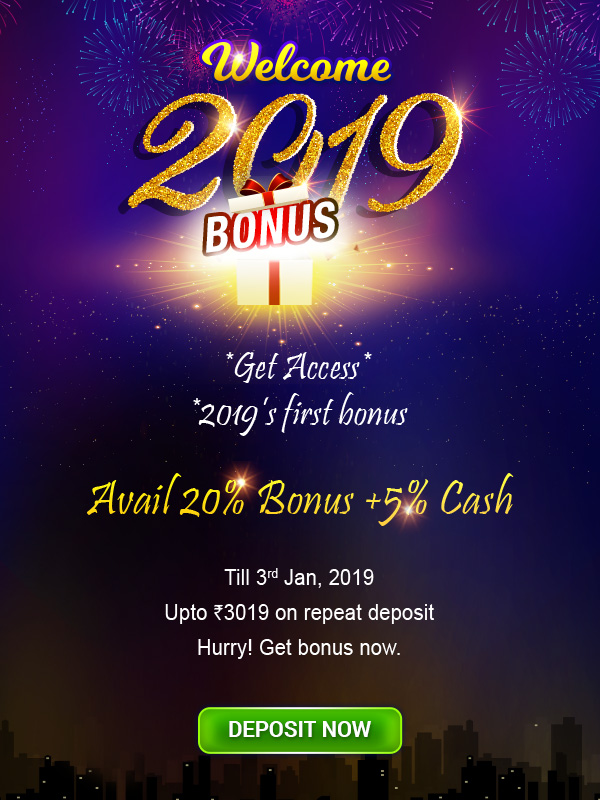 Welcome
2019
BONUS
*Get Access*
*2019's first bonus
Avail 20% Bonus +5% Cash
Till 3rd Jan, 2019
Upto ₹3019 on repeat deposit
Hurry! Get bonus now.
DEPOSIT NOW